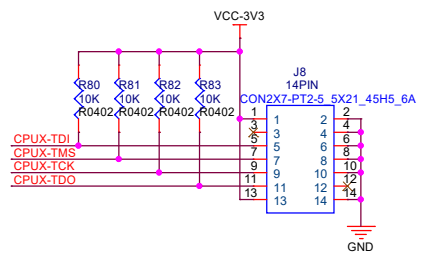 VCC-3V3
J8
14PIN
CON2X7-PT2-5_5X21_45H5_6A
R80
10K
R0402
R81
10K
R0402
R82
10K
R0402
R83
10K
R0402
CPUX-TDI
CPUX-TMS
CPUX-TCK
CPUX-TDO
1 1 2 2
3 3 4 4
5 5 6 6
7 7 8 8
9 9 10 10
11 11 12 12
13 13 14 14
GND